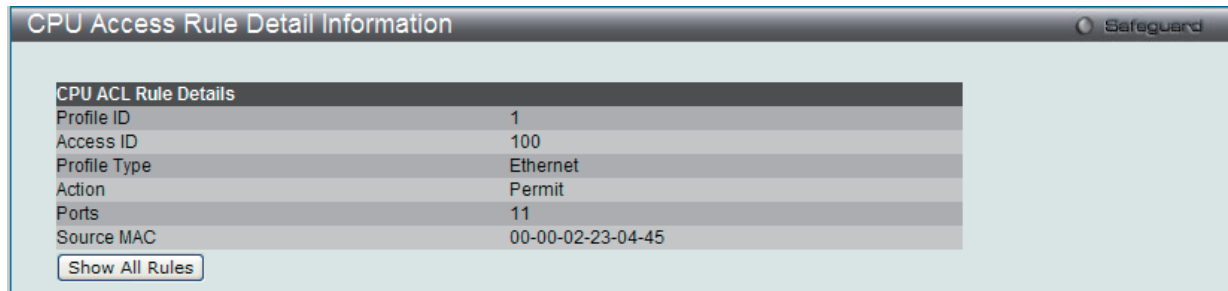 CPU Access Rule Detail Information
Safeguard
CPU ACL Rule Details
Profile ID 1
Access ID 100
Profile Type Ethernet
Action Permit
Ports 11
Source MAC 00-00-02-23-04-45
Show All Rules